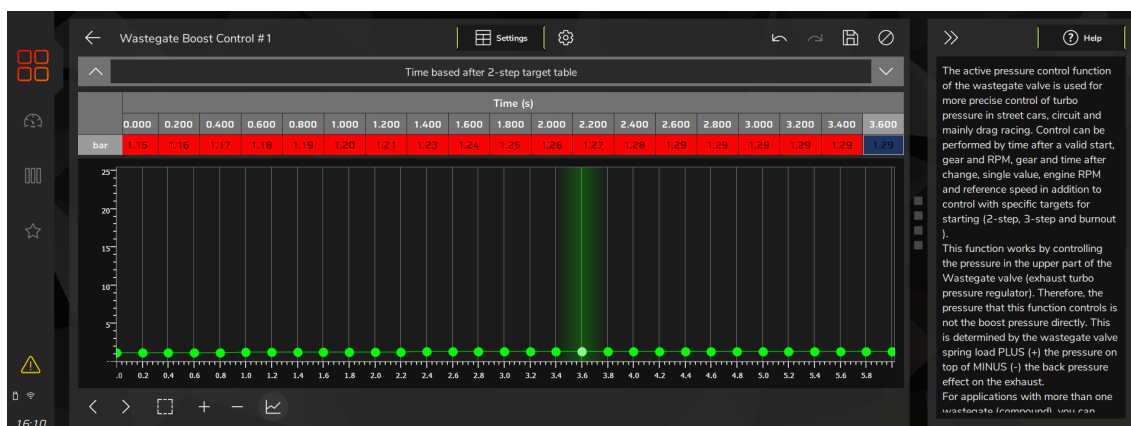 Wastegate Boost Control #1
Settings
Help
Time based after 2-step target table
Time (s)
0.000 0.200 0.400 0.600 0.800 1.000 1.200 1.400 1.600 1.800 2.000 2.200 2.400 2.600 2.800 3.000 3.200 3.400 3.600
bar 1.15 1.16 1.17 1.18 1.19 1.20 1.21 1.23 1.24 1.25 1.26 1.27 1.28 1.29 1.29 1.29 1.29 1.29 1.29
25
20
15
10
5
.0 0.2 0.4 0.6 0.8 1.0 1.2 1.4 1.6 1.8 2.0 2.2 2.4 2.6 2.8 3.0 3.2 3.4 3.6 3.8 4.0 4.2 4.4 4.6 4.8 5.0 5.2 5.4 5.6 5.8
16:10
The active pressure control function
of the wastegate valve is used for
more precise control of turbo
pressure in street cars, circuit and
mainly drag racing. Control can be
performed by time after a valid start,
gear and RPM, gear and time after
change, single value, engine RPM
and reference speed in addition to
control with specific targets for
starting (2-step, 3-step and burnout
).
This function works by controlling
the pressure in the upper part of the
Wastegate valve (exhaust turbo
pressure regulator). Therefore, the
pressure that this function controls is
not the boost pressure directly. This
is determined by the wastegate valve
spring load PLUS (+) the pressure on
top of MINUS (-) the back pressure
effect on the exhaust.
For applications with more than one
wastegate (compound), you can